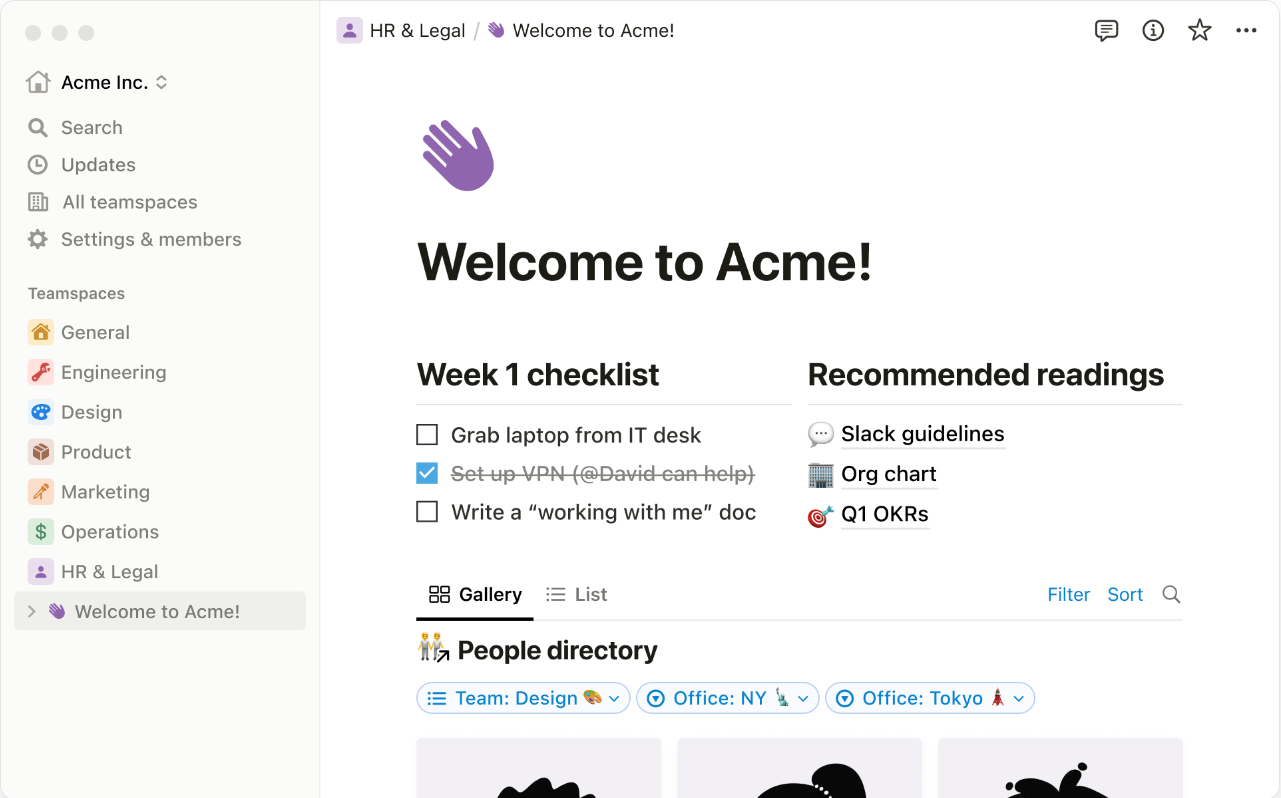 HR & Legal / Welcome to Acme!
Acme Inc.
Search
Updates
All teamspaces
Settings & members
Teamspaces
General
Engineering
Design
Product
Marketing
Operations
HR & Legal
Welcome to Acme!
Welcome to Acme!
Week 1 checklist
Grab laptop from IT desk
Set up VPN (@David can help)
Write a “working with me” doc
Recommended readings
Slack guidelines
Org chart
Q1 OKRs
Gallery List Filter Sort
People directory
Team: Design Office: NY Office: Tokyo